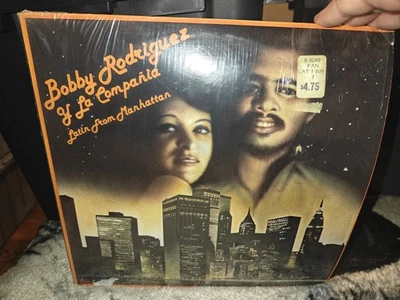 Bobby Rodriguez
y La Compañia
Latin From Manhattan
$4.75